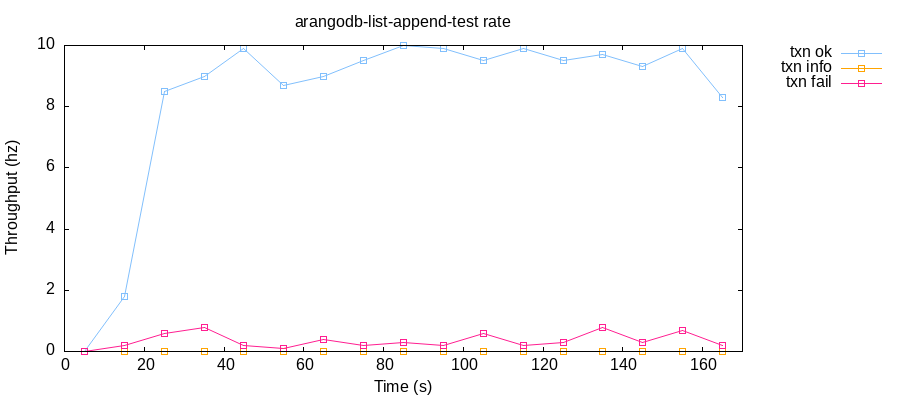 arangodb-list-append-test rate
txn ok
txn info
txn fail
Throughput (hz)
10
8
6
4
2
0
0 20 40 60 80 100 120 140 160
Time (s)